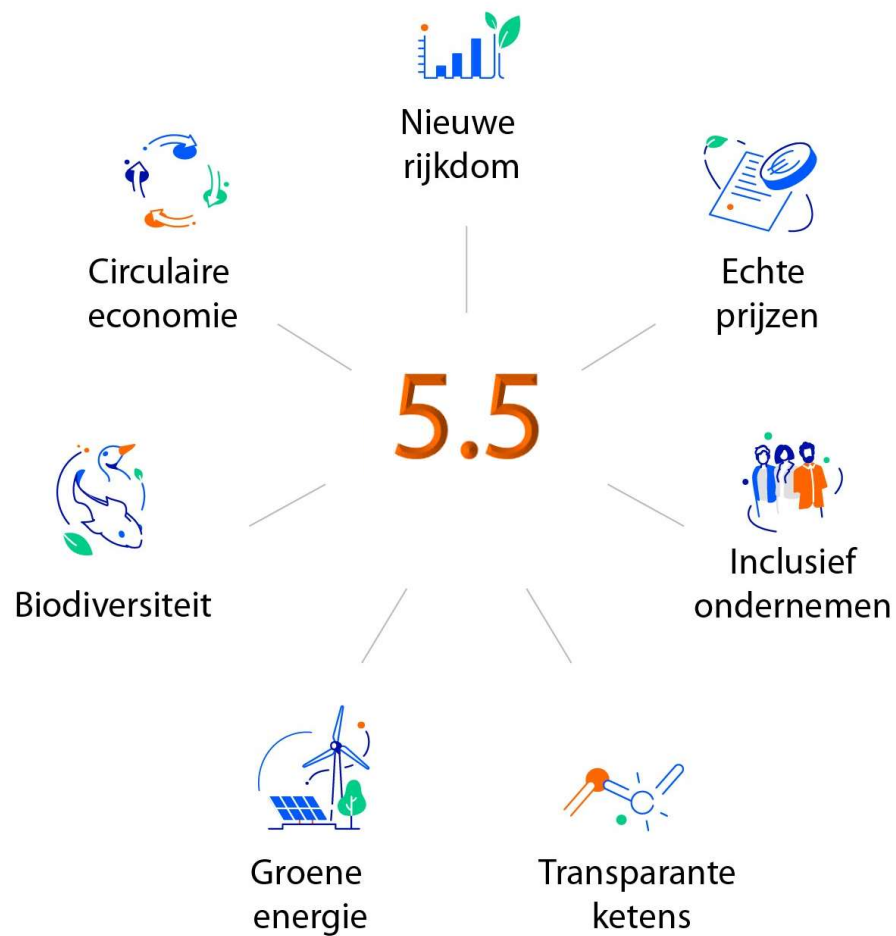 Nieuwe
rijkdom
Circulaire
economie
Echte
prijzen
5.5
Biodiversiteit
Inclusief
ondernemen
Groene
energie
Transparante
ketens